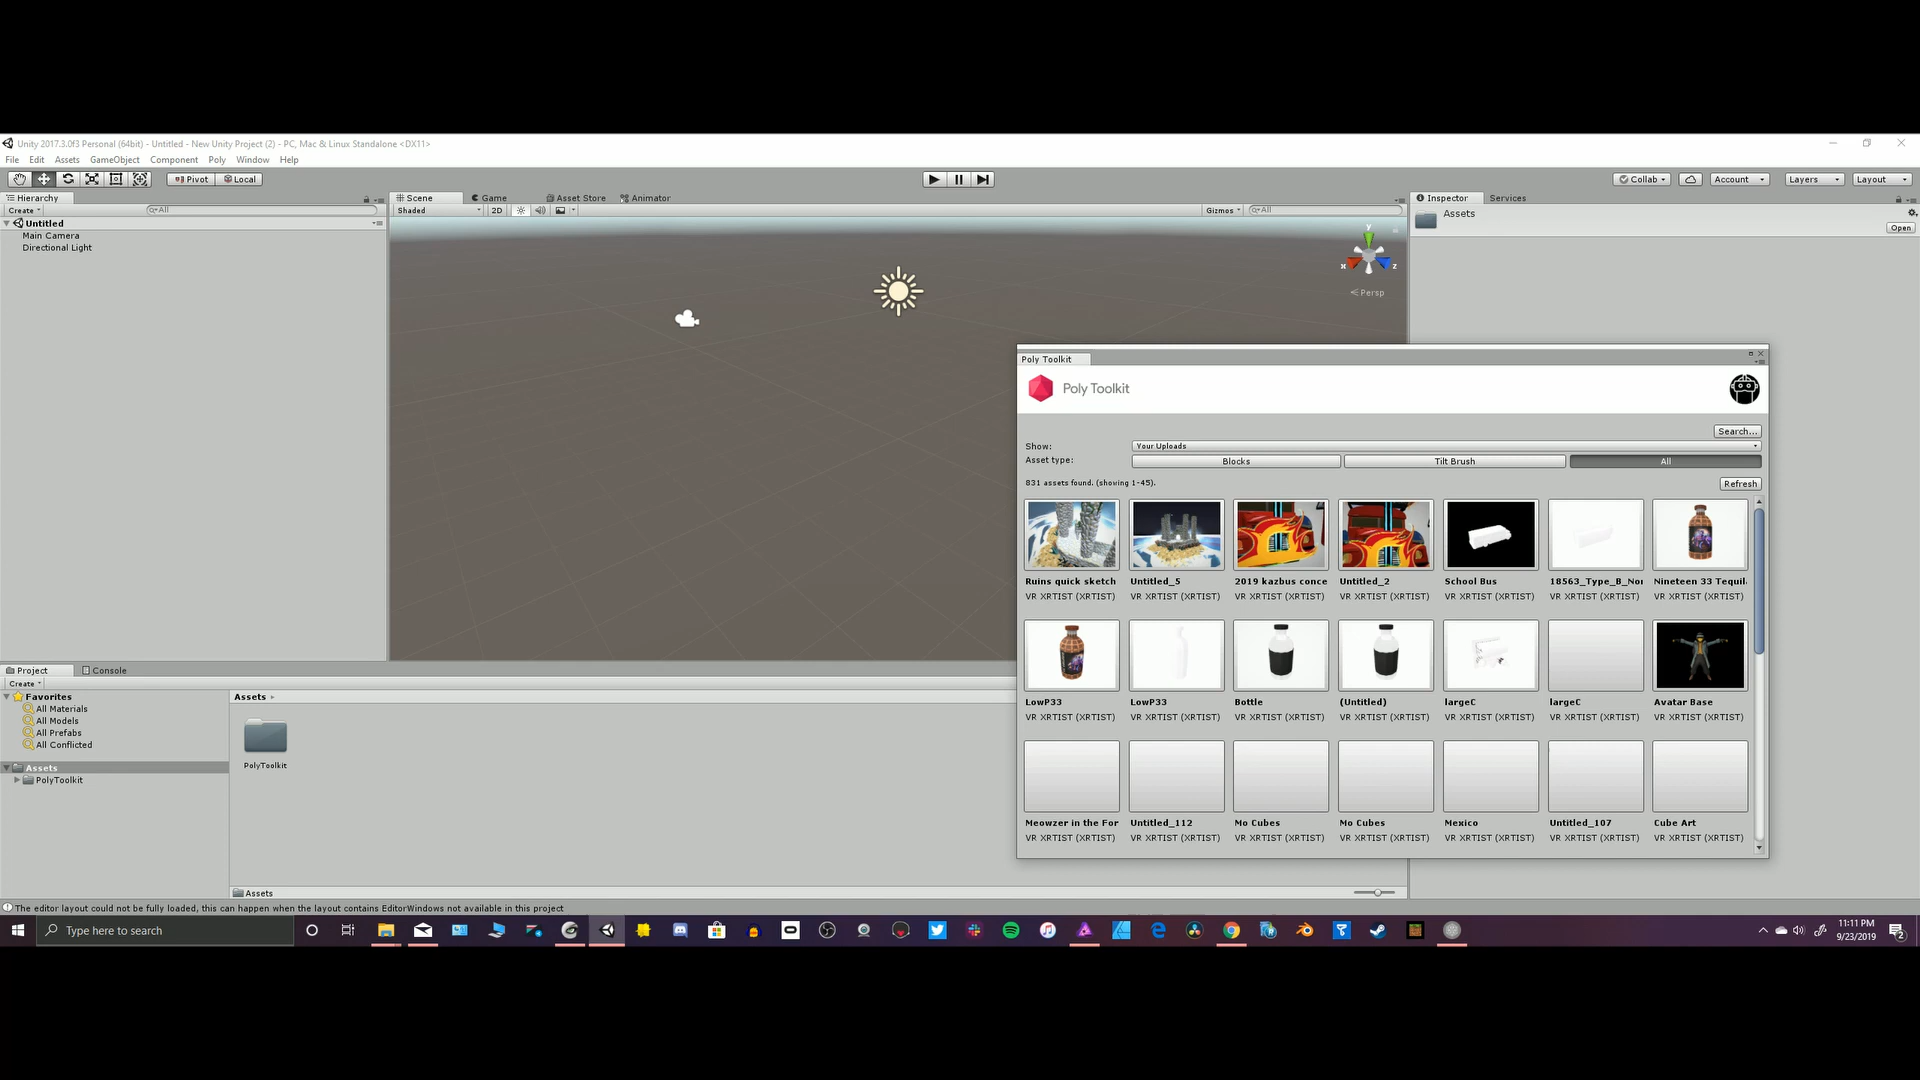 Unity 2017.3.0f3 Personal (64bit) - Untitled - New Unity Project (2) - PC, Mac & Linux Standalone <DX11>
File Edit Assets GameObject Component Poly Window Help
Pivot Local Collab Account Layers Layout
Hierarchy Scene Game Asset Store Animator Inspector Services
Create All Shaded 2D Gizmos All Assets
Untitled Open
Main Camera
Directional Light
y
x z
Persp
Poly Toolkit
Poly Toolkit
Search...
Show: Your Uploads
Asset type: Blocks Tilt Brush All
831 assets found. (showing 1-45). Refresh
Ruins quick sketch Untitled_5 2019 kazbus conce Untitled_2 School Bus 18563_Type_B_Nor Nineteen 33 Tequil
VR XRTIST (XRTIST) VR XRTIST (XRTIST) VR XRTIST (XRTIST) VR XRTIST (XRTIST) VR XRTIST (XRTIST) VR XRTIST (XRTIST) VR XRTIST (XRTIST)
LowP33 LowP33 Bottle (Untitled) largeC largeC Avatar Base
VR XRTIST (XRTIST) VR XRTIST (XRTIST) VR XRTIST (XRTIST) VR XRTIST (XRTIST) VR XRTIST (XRTIST) VR XRTIST (XRTIST) VR XRTIST (XRTIST)
Meowzer in the For Untitled_112 Mo Cubes Mo Cubes Mexico Untitled_107 Cube Art
VR XRTIST (XRTIST) VR XRTIST (XRTIST) VR XRTIST (XRTIST) VR XRTIST (XRTIST) VR XRTIST (XRTIST) VR XRTIST (XRTIST) VR XRTIST (XRTIST)
Project Console
Create
Favorites
All Materials
All Models
All Prefabs
All Conflicted
Assets
PolyToolkit
Assets
PolyToolkit
Assets
The editor layout could not be fully loaded, this can happen when the layout contains EditorWindows not available in this project
Type here to search
11:11 PM
9/23/2019
2